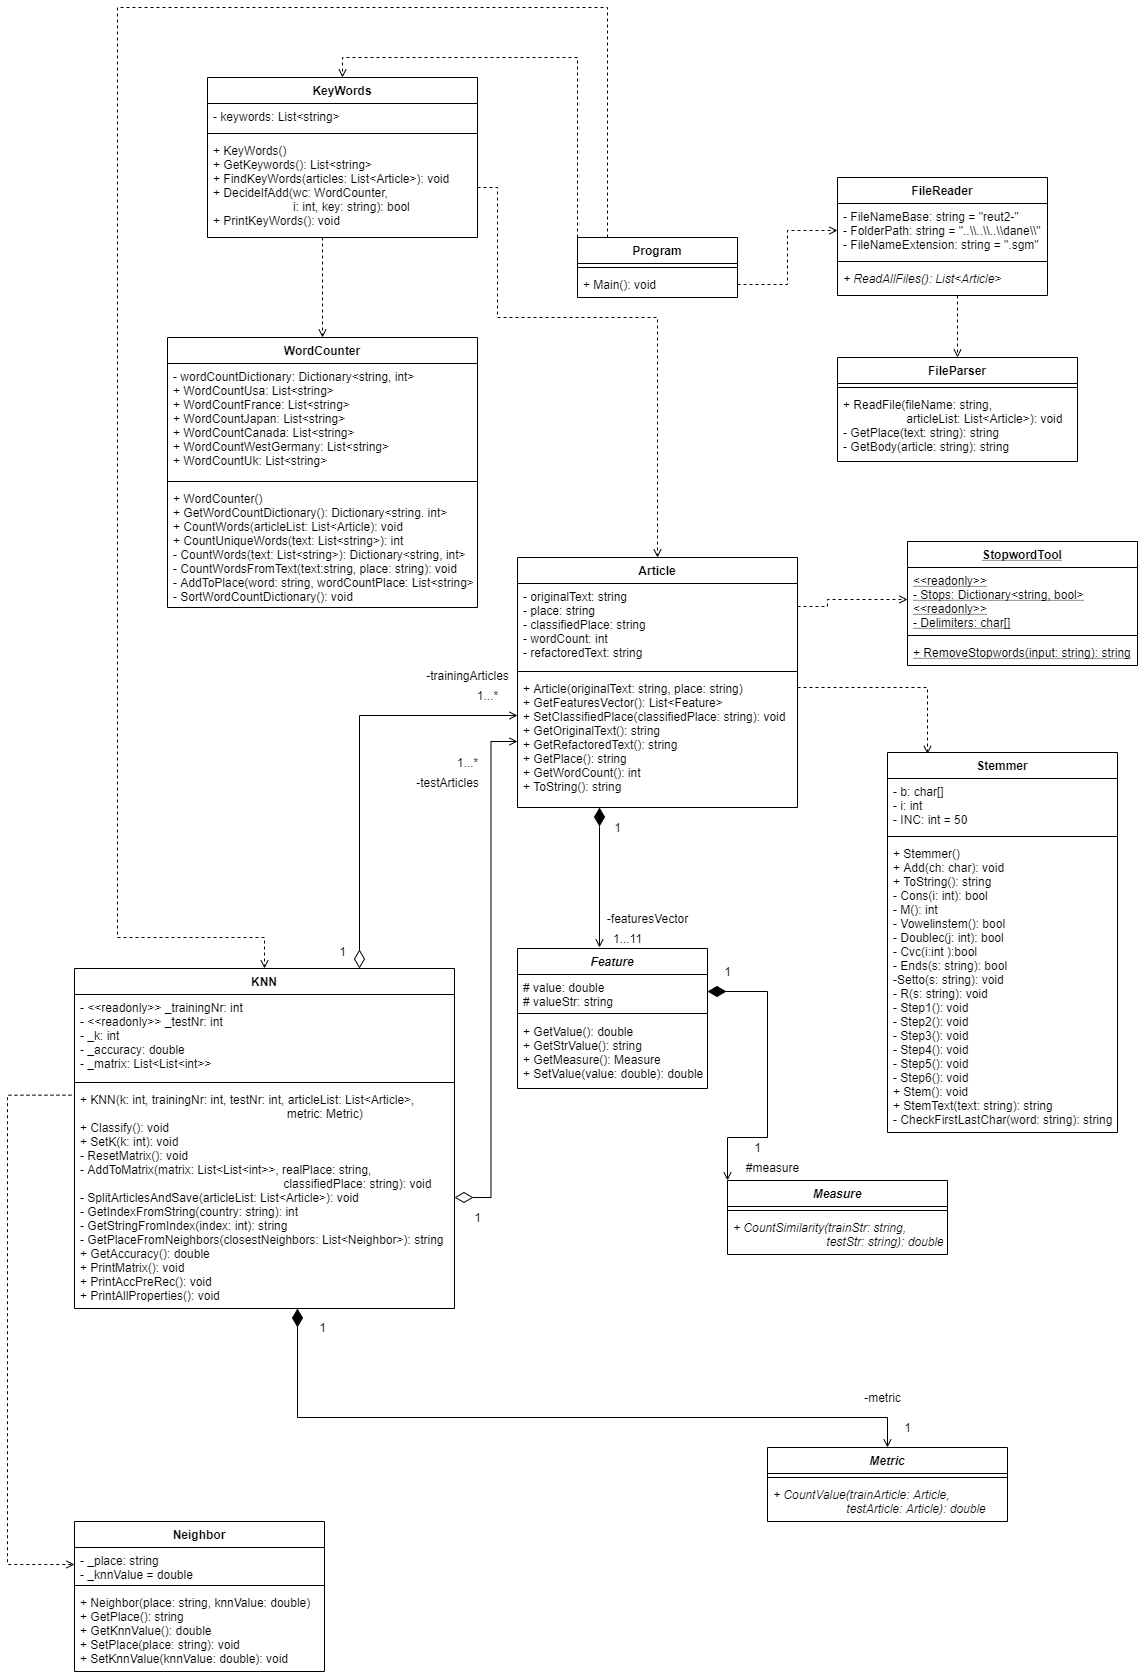 KeyWords
- keywords: List<string>
+ KeyWords()
+ GetKeywords(): List<string>
+ FindKeyWords(articles: List<Article>): void
+ DecideIfAdd(wc: WordCounter,
i: int, key: string): bool
+ PrintKeyWords(): void
Program
+ Main(): void
FileReader
- FileNameBase: string = "reut2-"
- FolderPath: string = "..\\..\\..\\dane\\"
- FileNameExtension: string = ".sgm"
+ ReadAllFiles(): List<Article>
FileParser
+ ReadFile(fileName: string,
articleList: List<Article>): void
- GetPlace(text: string): string
- GetBody(article: string): string
WordCounter
- wordCountDictionary: Dictionary<string, int>
+ WordCountUsa: List<string>
+ WordCountFrance: List<string>
+ WordCountJapan: List<string>
+ WordCountCanada: List<string>
+ WordCountWestGermany: List<string>
+ WordCountUk: List<string>
+ WordCounter()
+ GetWordCountDictionary(): Dictionary<string. int>
+ CountWords(articleList: List<Article): void
+ CountUniqueWords(text: List<string>): int
- CountWords(text: List<string>): Dictionary<string, int>
- CountWordsFromText(text:string, place: string): void
- AddToPlace(word: string, wordCountPlace: List<string>
- SortWordCountDictionary(): void
Article
- originalText: string
- place: string
- classifiedPlace: string
- wordCount: int
- refactoredText: string
+ Article(originalText: string, place: string)
+ GetFeaturesVector(): List<Feature>
+ SetClassifiedPlace(classifiedPlace: string): void
+ GetOriginalText(): string
+ GetRefactoredText(): string
+ GetPlace(): string
+ GetWordCount(): int
+ ToString(): string
StopwordTool
<<readonly>>
- Stops: Dictionary<string, bool>
<<readonly>>
- Delimiters: char[]
+ RemoveStopwords(input: string): string
-trainingArticles
1...*
1...*
-testArticles
Stemmer
- b: char[]
- i: int
- INC: int = 50
+ Stemmer()
+ Add(ch: char): void
+ ToString(): string
- Cons(i: int): bool
- M(): int
- Vowelinstem(): bool
- Doublec(j: int): bool
- Cvc(i:int ):bool
- Ends(s: string): bool
-Setto(s: string): void
- R(s: string): void
- Step1(): void
- Step2(): void
- Step3(): void
- Step4(): void
- Step5(): void
- Step6(): void
+ Stem(): void
+ StemText(text: string): string
- CheckFirstLastChar(word: string): string
1
-featuresVector
1...11
Feature
# value: double
# valueStr: string
+ GetValue(): double
+ GetStrValue(): string
+ GetMeasure(): Measure
+ SetValue(value: double): double
1
1
#measure
Measure
+ CountSimilarity(trainStr: string,
testStr: string): double
1
KNN
- <<readonly>> _trainingNr: int
- <<readonly>> _testNr: int
- _k: int
- _accuracy: double
- _matrix: List<List<int>>
+ KNN(k: int, trainingNr: int, testNr: int, articleList: List<Article>,
metric: Metric)
+ Classify(): void
+ SetK(k: int): void
- ResetMatrix(): void
- AddToMatrix(matrix: List<List<int>>, realPlace: string,
classifiedPlace: string): void
- SplitArticlesAndSave(articleList: List<Article>): void
- GetIndexFromString(country: string): int
- GetStringFromIndex(index: int): string
- GetPlaceFromNeighbors(closestNeighbors: List<Neighbor>): string
+ GetAccuracy(): double
+ PrintMatrix(): void
+ PrintAccPreRec(): void
+ PrintAllProperties(): void
1
1
-metric
1
Metric
+ CountValue(trainArticle: Article,
testArticle: Article): double
Neighbor
- _place: string
- _knnValue = double
+ Neighbor(place: string, knnValue: double)
+ GetPlace(): string
+ GetKnnValue(): double
+ SetPlace(place: string): void
+ SetKnnValue(knnValue: double): void